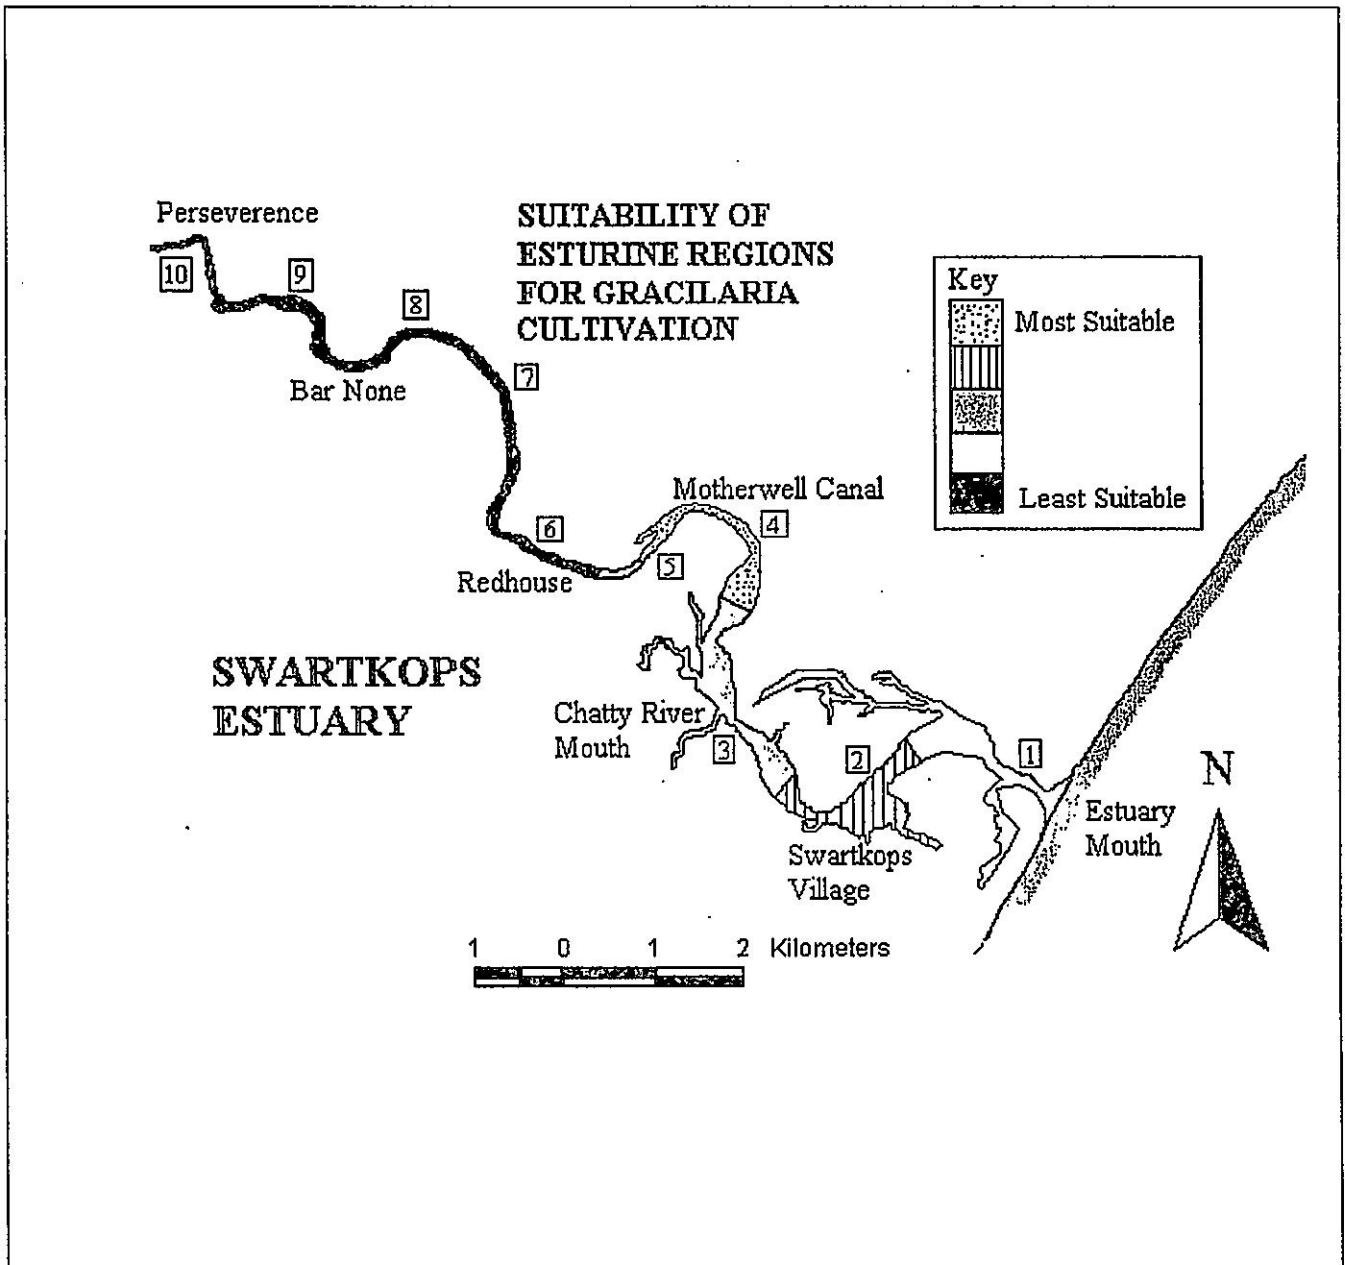 Perseverence
SUITABILITY OF
ESTURINE REGIONS
FOR GRACILARIA
CULTIVATION
10
9
8
7
Bar None
Key
Most Suitable
Least Suitable
Motherwell Canal
4
6
5
Redhouse
SWARTKOPS
ESTUARY
Chatty River
Mouth
3
2
1
N
Estuary
Mouth
Swartkops
Village
1 0 1 2 Kilometers